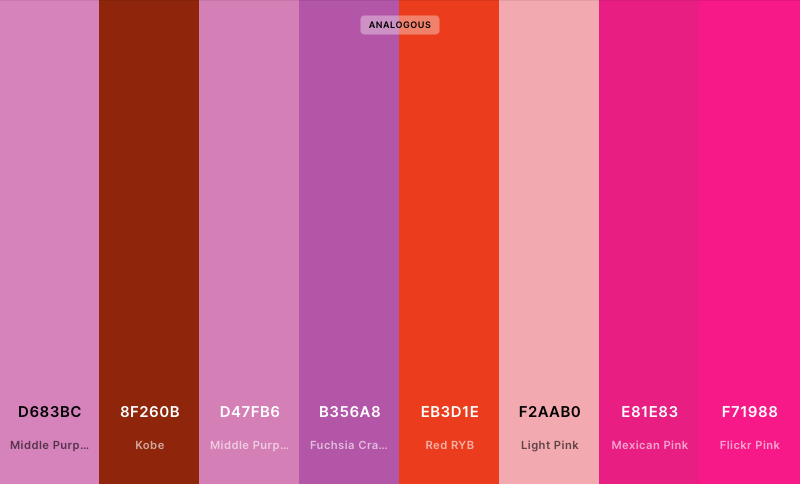 ANALOGOUS
D683BC 8F260B D47FB6 B356A8 EB3D1E F2AAB0 E81E83 F71988
Middle Purp... Kobe Middle Purp... Fuchsia Cra... Red RYB Light Pink Mexican Pink Flickr Pink